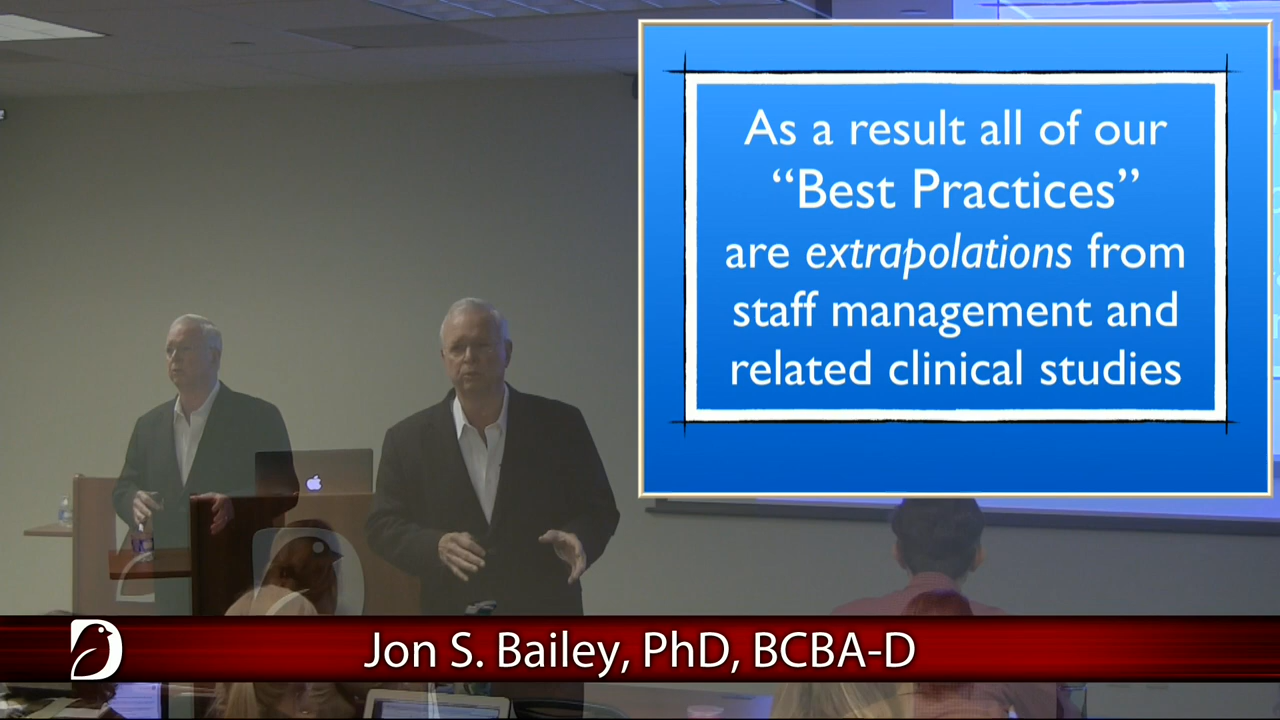 As a result all of our
“Best Practices”
are extrapolations from
staff management and
related clinical studies
Jon S. Bailey, PhD, BCBA-D